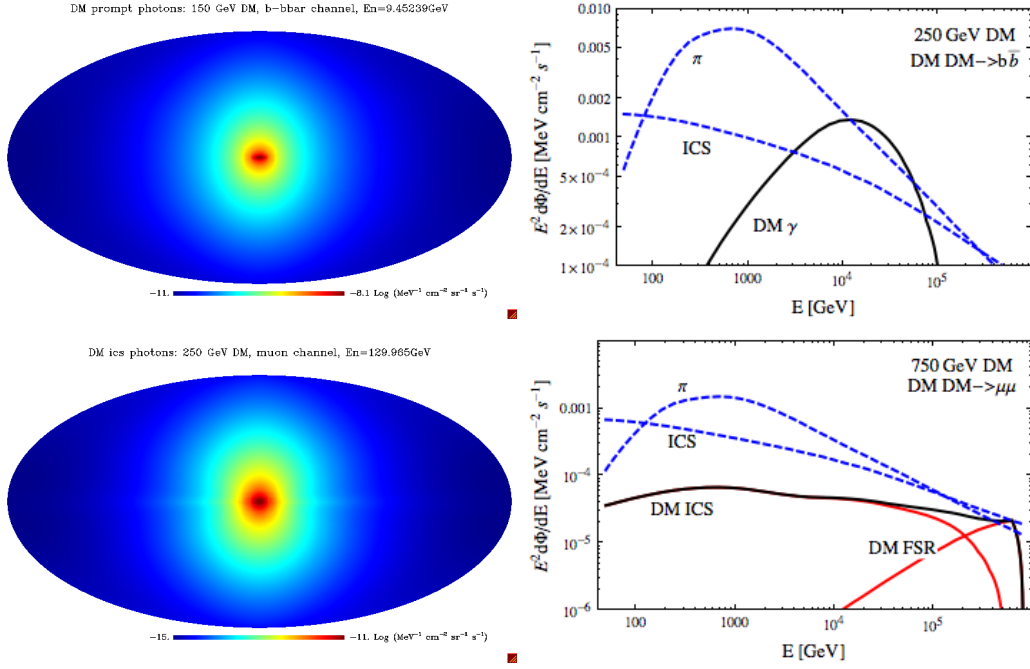 DM prompt photons: 150 GeV DM, b-bbar channel, En=9.45239GeV
-11. -8.1 Log (MeV⁻¹ cm⁻² sr⁻¹ s⁻¹)
0.010
0.005
0.002
0.001
5×10⁻⁴
2×10⁻⁴
1×10⁻⁴
E²dΦ/dE [MeV cm⁻² s⁻¹]
250 GeV DM
DM DM->bb̅
π
ICS
DM γ
100 1000 10⁴ 10⁵
E [GeV]
DM ics photons: 250 GeV DM, muon channel, En=129.965GeV
-15. -11. Log (MeV⁻¹ cm⁻² sr⁻¹ s⁻¹)
0.001
10⁻⁴
10⁻⁵
10⁻⁶
E²dΦ/dE [MeV cm⁻² s⁻¹]
750 GeV DM
DM DM->μμ
π
ICS
DM ICS
DM FSR
100 1000 10⁴ 10⁵
E [GeV]